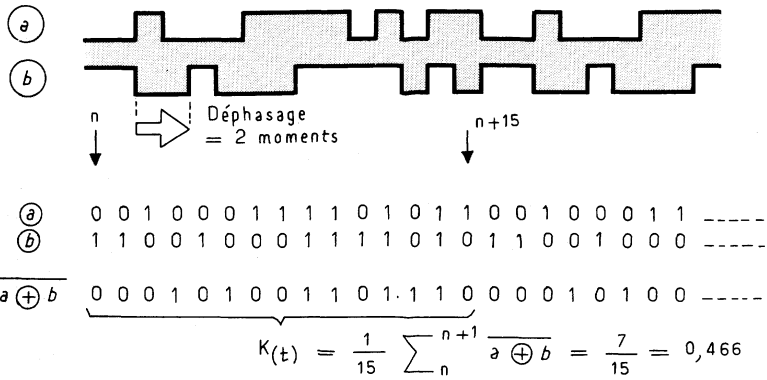 a
b
n
Déphasage
= 2 moments
n+15
a 0 0 1 0 0 0 1 1 1 1 0 1 0 1 1 0 0 1 0 0 0 1 1 -----
b 1 1 0 0 1 0 0 0 1 1 1 1 0 1 0 1 1 0 0 1 0 0 0 -----
a ⊕ b 0 0 0 1 0 1 0 0 1 1 0 1. 1 1 0 0 0 0 1 0 1 0 0 -----
K(t) = 1/15 ∑ n n+1 a ⊕ b = 7/15 = 0,466